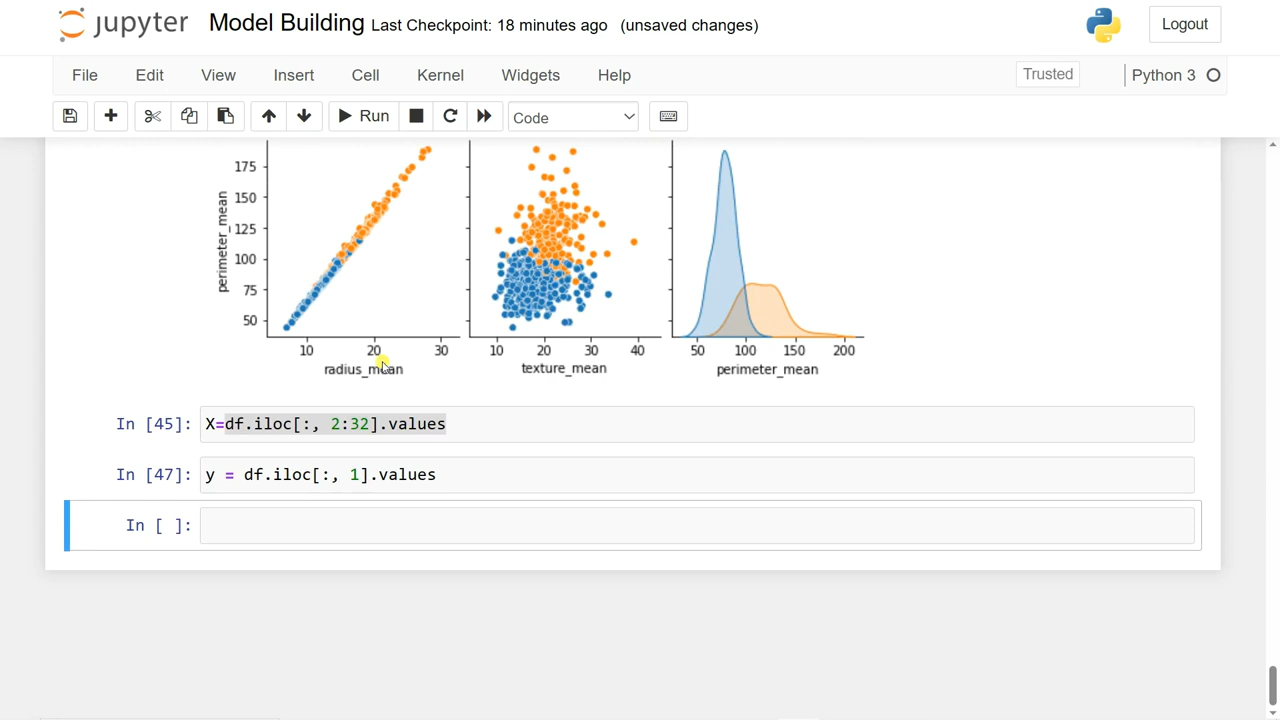 jupyter Model Building Last Checkpoint: 18 minutes ago (unsaved changes) Logout
File Edit View Insert Cell Kernel Widgets Help Trusted Python 3
Run Code
175
150
125
100
75
50
perimeter_mean
10 20 30 10 20 30 40 50 100 150 200
radius_mean texture_mean perimeter_mean
In [45]: X=df.iloc[:, 2:32].values
In [47]: y = df.iloc[:, 1].values
In [ ]: